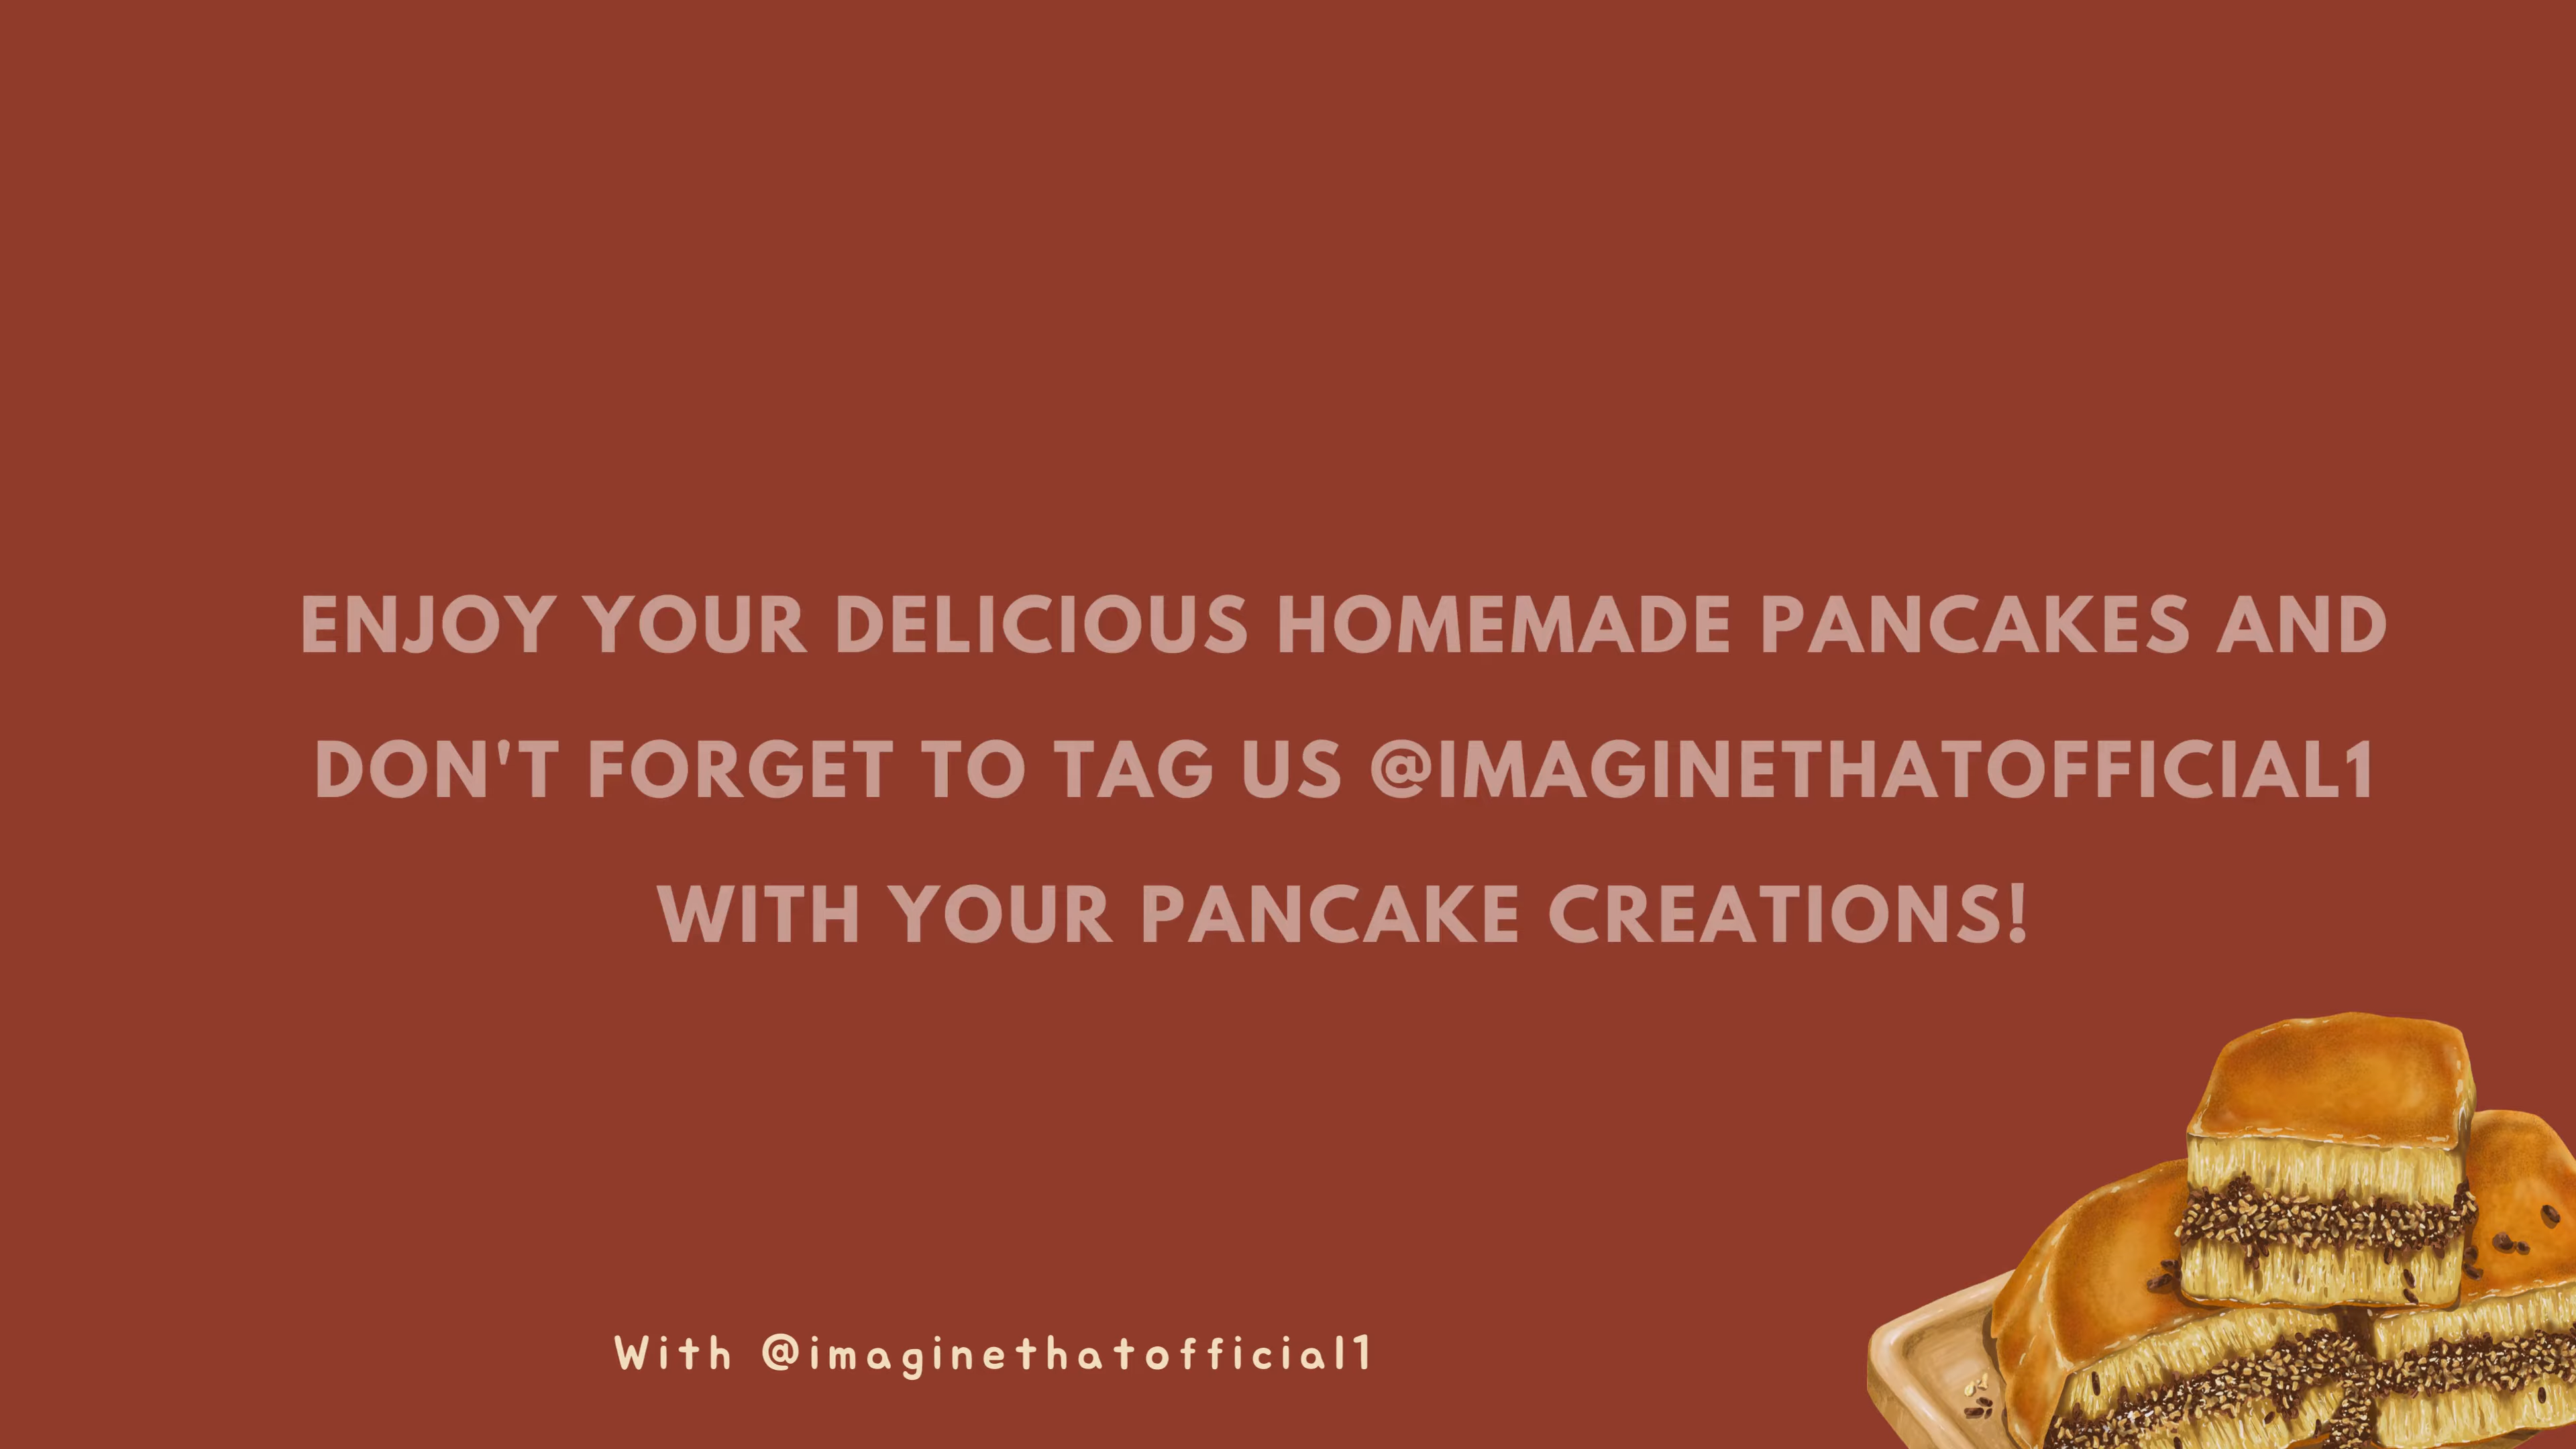 ENJOY YOUR DELICIOUS HOMEMADE PANCAKES AND
DON'T FORGET TO TAG US @IMAGINETHATOFFICIAL1
WITH YOUR PANCAKE CREATIONS!
With @imaginethatofficial1